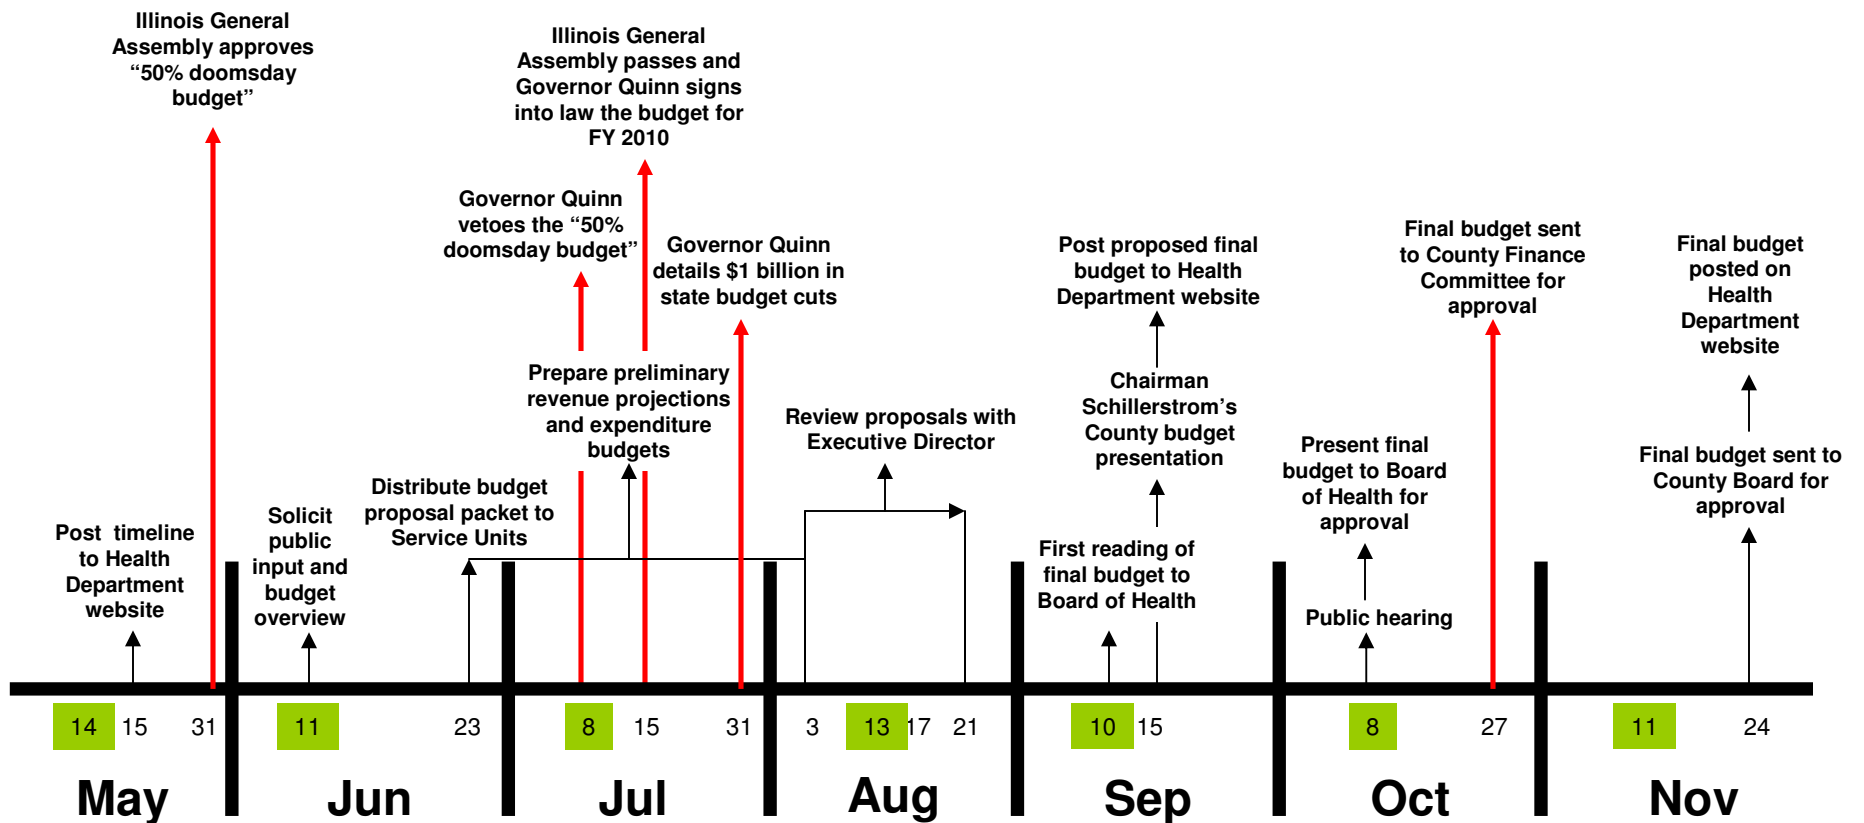 Illinois General
Assembly approves
“50% doomsday
budget”
Illinois General
Assembly passes and
Governor Quinn signs
into law the budget for
FY 2010
Governor Quinn
vetoes the “50%
doomsday budget”
Governor Quinn
details $1 billion in
state budget cuts
Post proposed final
budget to Health
Department website
Final budget sent
to County Finance
Committee for
approval
Final budget
posted on
Health
Department
website
Prepare preliminary
revenue projections
and expenditure
budgets
Review proposals with
Executive Director
Chairman
Schillerstrom’s
County budget
presentation
Present final
budget to Board
of Health for
approval
Final budget sent to
County Board for
approval
Post timeline
to Health
Department
website
Solicit
public
input and
budget
overview
Distribute budget
proposal packet to
Service Units
First reading of
final budget to
Board of Health
Public hearing
14 15 31 11 23 8 15 31 3 13 17 21 10 15 8 27 11 24
May Jun Jul Aug Sep Oct Nov